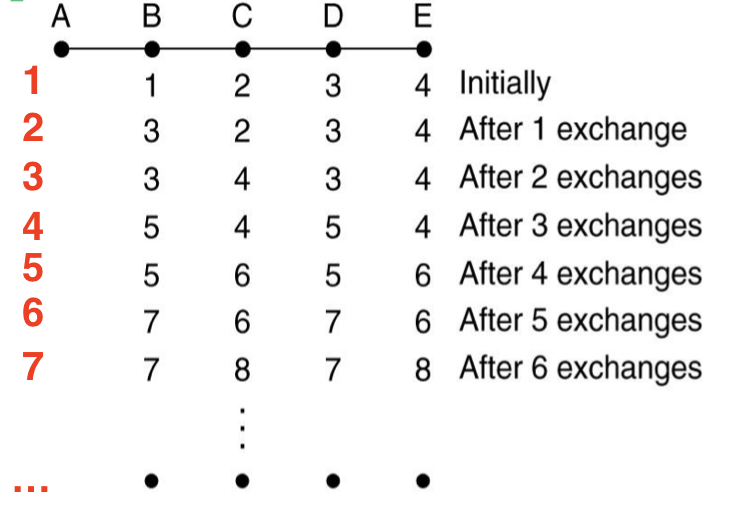 A B C D E
1 1 2 3 4 Initially
2 3 2 3 4 After 1 exchange
3 3 4 3 4 After 2 exchanges
4 5 4 5 4 After 3 exchanges
5 5 6 5 6 After 4 exchanges
6 7 6 7 6 After 5 exchanges
7 7 8 7 8 After 6 exchanges
⋮
... • • • •